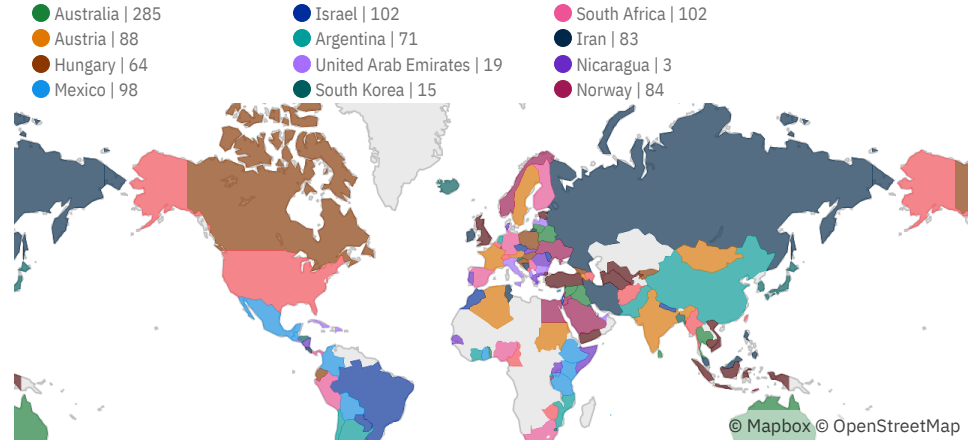 Australia | 285
Austria | 88
Hungary | 64
Mexico | 98
Israel | 102
Argentina | 71
United Arab Emirates | 19
South Korea | 15
South Africa | 102
Iran | 83
Nicaragua | 3
Norway | 84
© Mapbox © OpenStreetMap